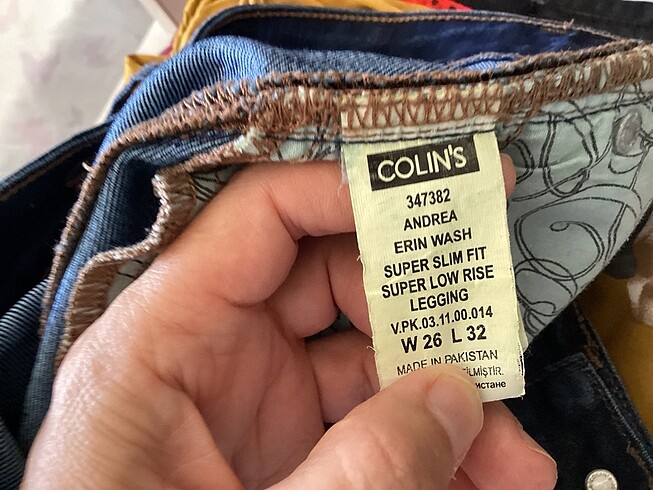 COLIN'S
347382
ANDREA
ERIN WASH
SUPER SLIM FIT
SUPER LOW RISE
LEGGING
V.PK.03.11.00.014
W 26 L 32
MADE IN PAKISTAN